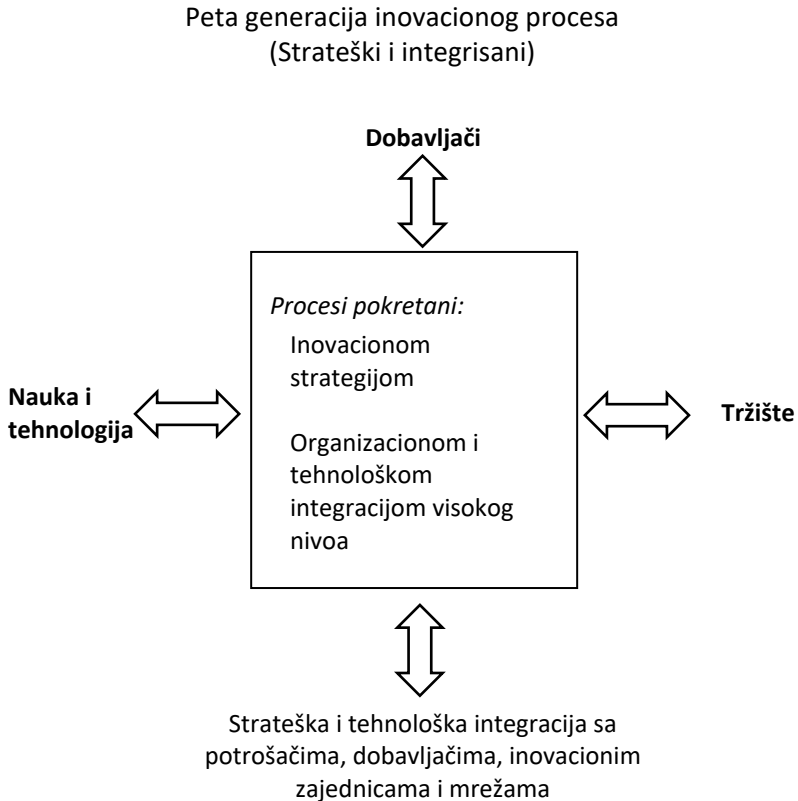 Peta generacija inovacionog procesa
(Strateški i integrisani)
Dobavljači
Procesi pokretani:
Inovacionom
strategijom
Nauka i
tehnologija
Tržište
Organizacionom i
tehnološkom
integracijom visokog
nivoa
Strateška i tehnološka integracija sa
potrošačima, dobavljačima, inovacionim
zajednicama i mrežama